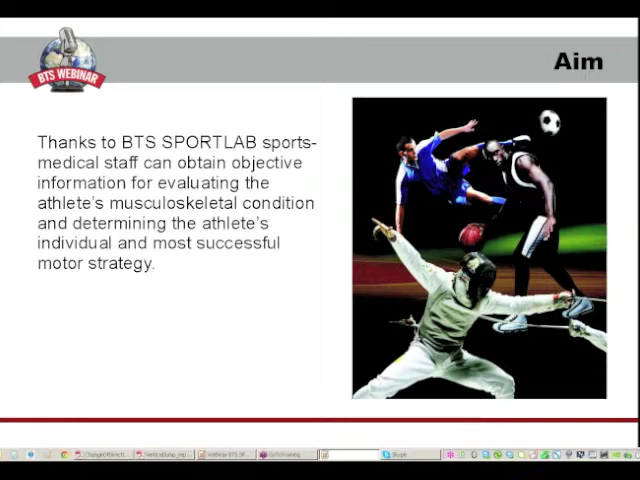 BTS WEBINAR
Aim
Thanks to BTS SPORTLAB sports-
medical staff can obtain objective
information for evaluating the
athlete's musculoskeletal condition
and determining the athlete's
individual and most successful
motor strategy.
Skype